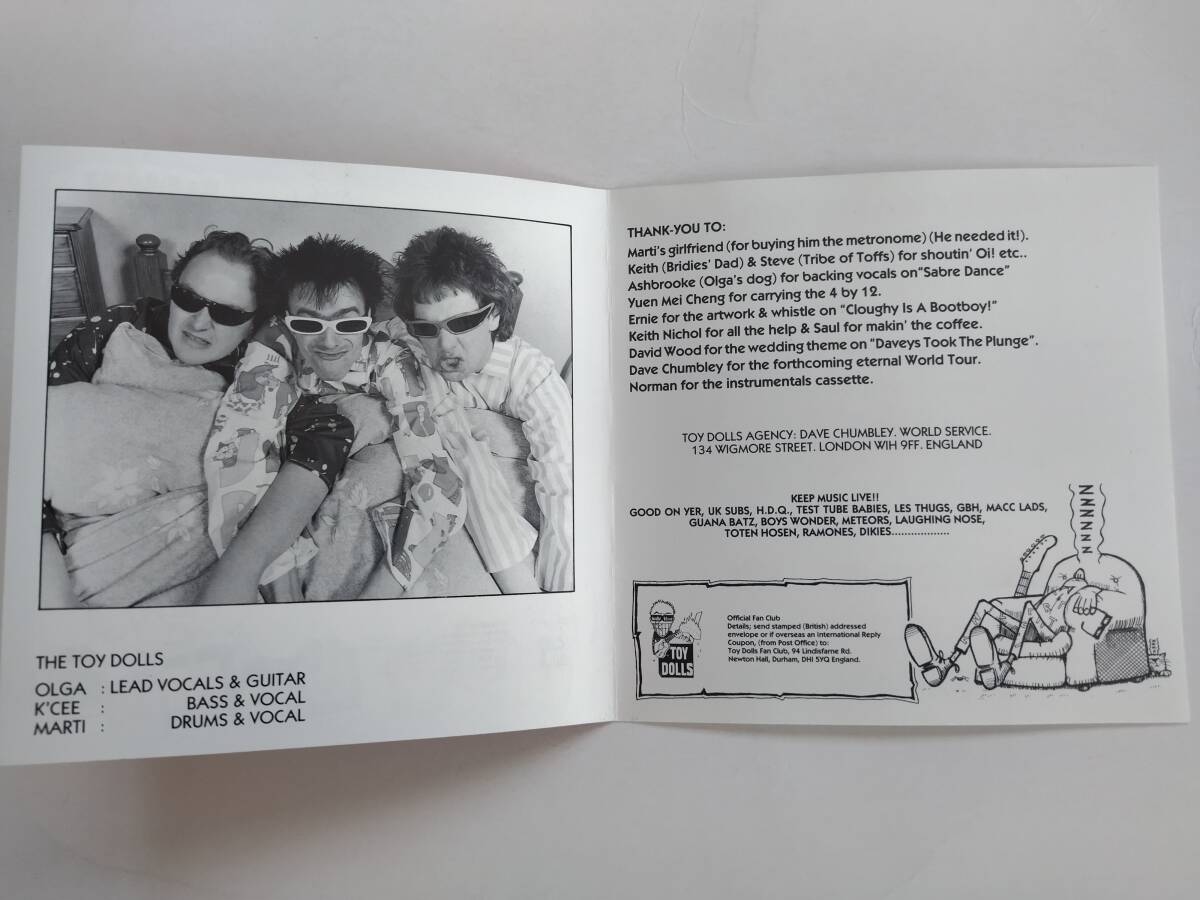 THE TOY DOLLS
OLGA : LEAD VOCALS & GUITAR
K'CEE : BASS & VOCAL
MARTI : DRUMS & VOCAL
THANK-YOU TO:
Marti's girlfriend (for buying him the metronome) (He needed it!).
Keith (Bridies' Dad) & Steve (Tribe of Toffs) for shoutin' Oi! etc..
Ashbrooke (Olga's dog) for backing vocals on "Sabre Dance"
Yuen Mei Cheng for carrying the 4 by 12.
Ernie for the artwork & whistle on "Cloughy Is A Bootboy!"
Keith Nichol for all the help & Saul for makin' the coffee.
David Wood for the wedding theme on "Daveys Took The Plunge".
Dave Chumbley for the forthcoming eternal World Tour.
Norman for the instrumentals cassette.
TOY DOLLS AGENCY: DAVE CHUMBLEY. WORLD SERVICE.
134 WIGMORE STREET. LONDON WIH 9FF. ENGLAND
KEEP MUSIC LIVE!!
GOOD ON YER, UK SUBS, H.D.Q., TEST TUBE BABIES, LES THUGS, GBH, MACC LADS,
GUANA BATZ, BOYS WONDER, METEORS, LAUGHING NOSE,
TOTEN HOSEN, RAMONES, DIKIES..................
NNNNNNN
TOY
DOLLS
Official Fan Club
Details; send stamped (British) addressed
envelope or if overseas an International Reply
Coupon, (from Post Office) to:
Toy Dolls Fan Club, 94 Lindisfarne Rd.
Newton Hall, Durham, DHI 5YQ England.